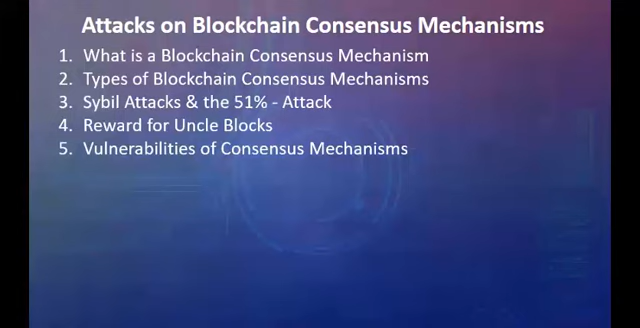 Attacks on Blockchain Consensus Mechanisms
1. What is a Blockchain Consensus Mechanism
2. Types of Blockchain Consensus Mechanisms
3. Sybil Attacks & the 51% - Attack
4. Reward for Uncle Blocks
5. Vulnerabilities of Consensus Mechanisms